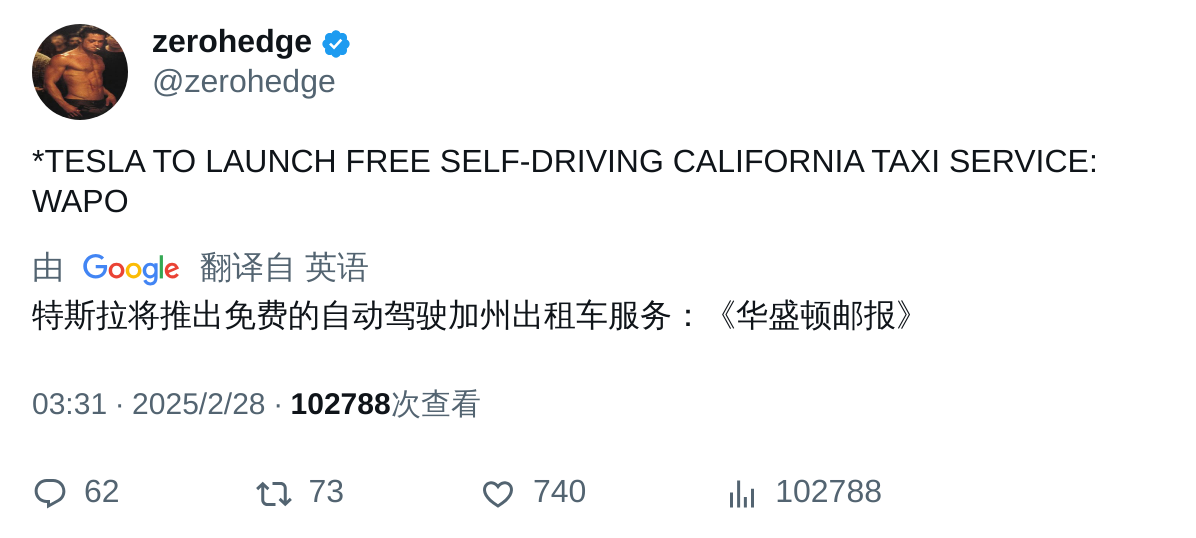 zerohedge
@zerohedge
*TESLA TO LAUNCH FREE SELF-DRIVING CALIFORNIA TAXI SERVICE:
WAPO
由 Google 翻译自 英语
特斯拉将推出免费的自动驾驶加州出租车服务：《华盛顿邮报》
03:31 · 2025/2/28 · 102788次查看
62 73 740 102788